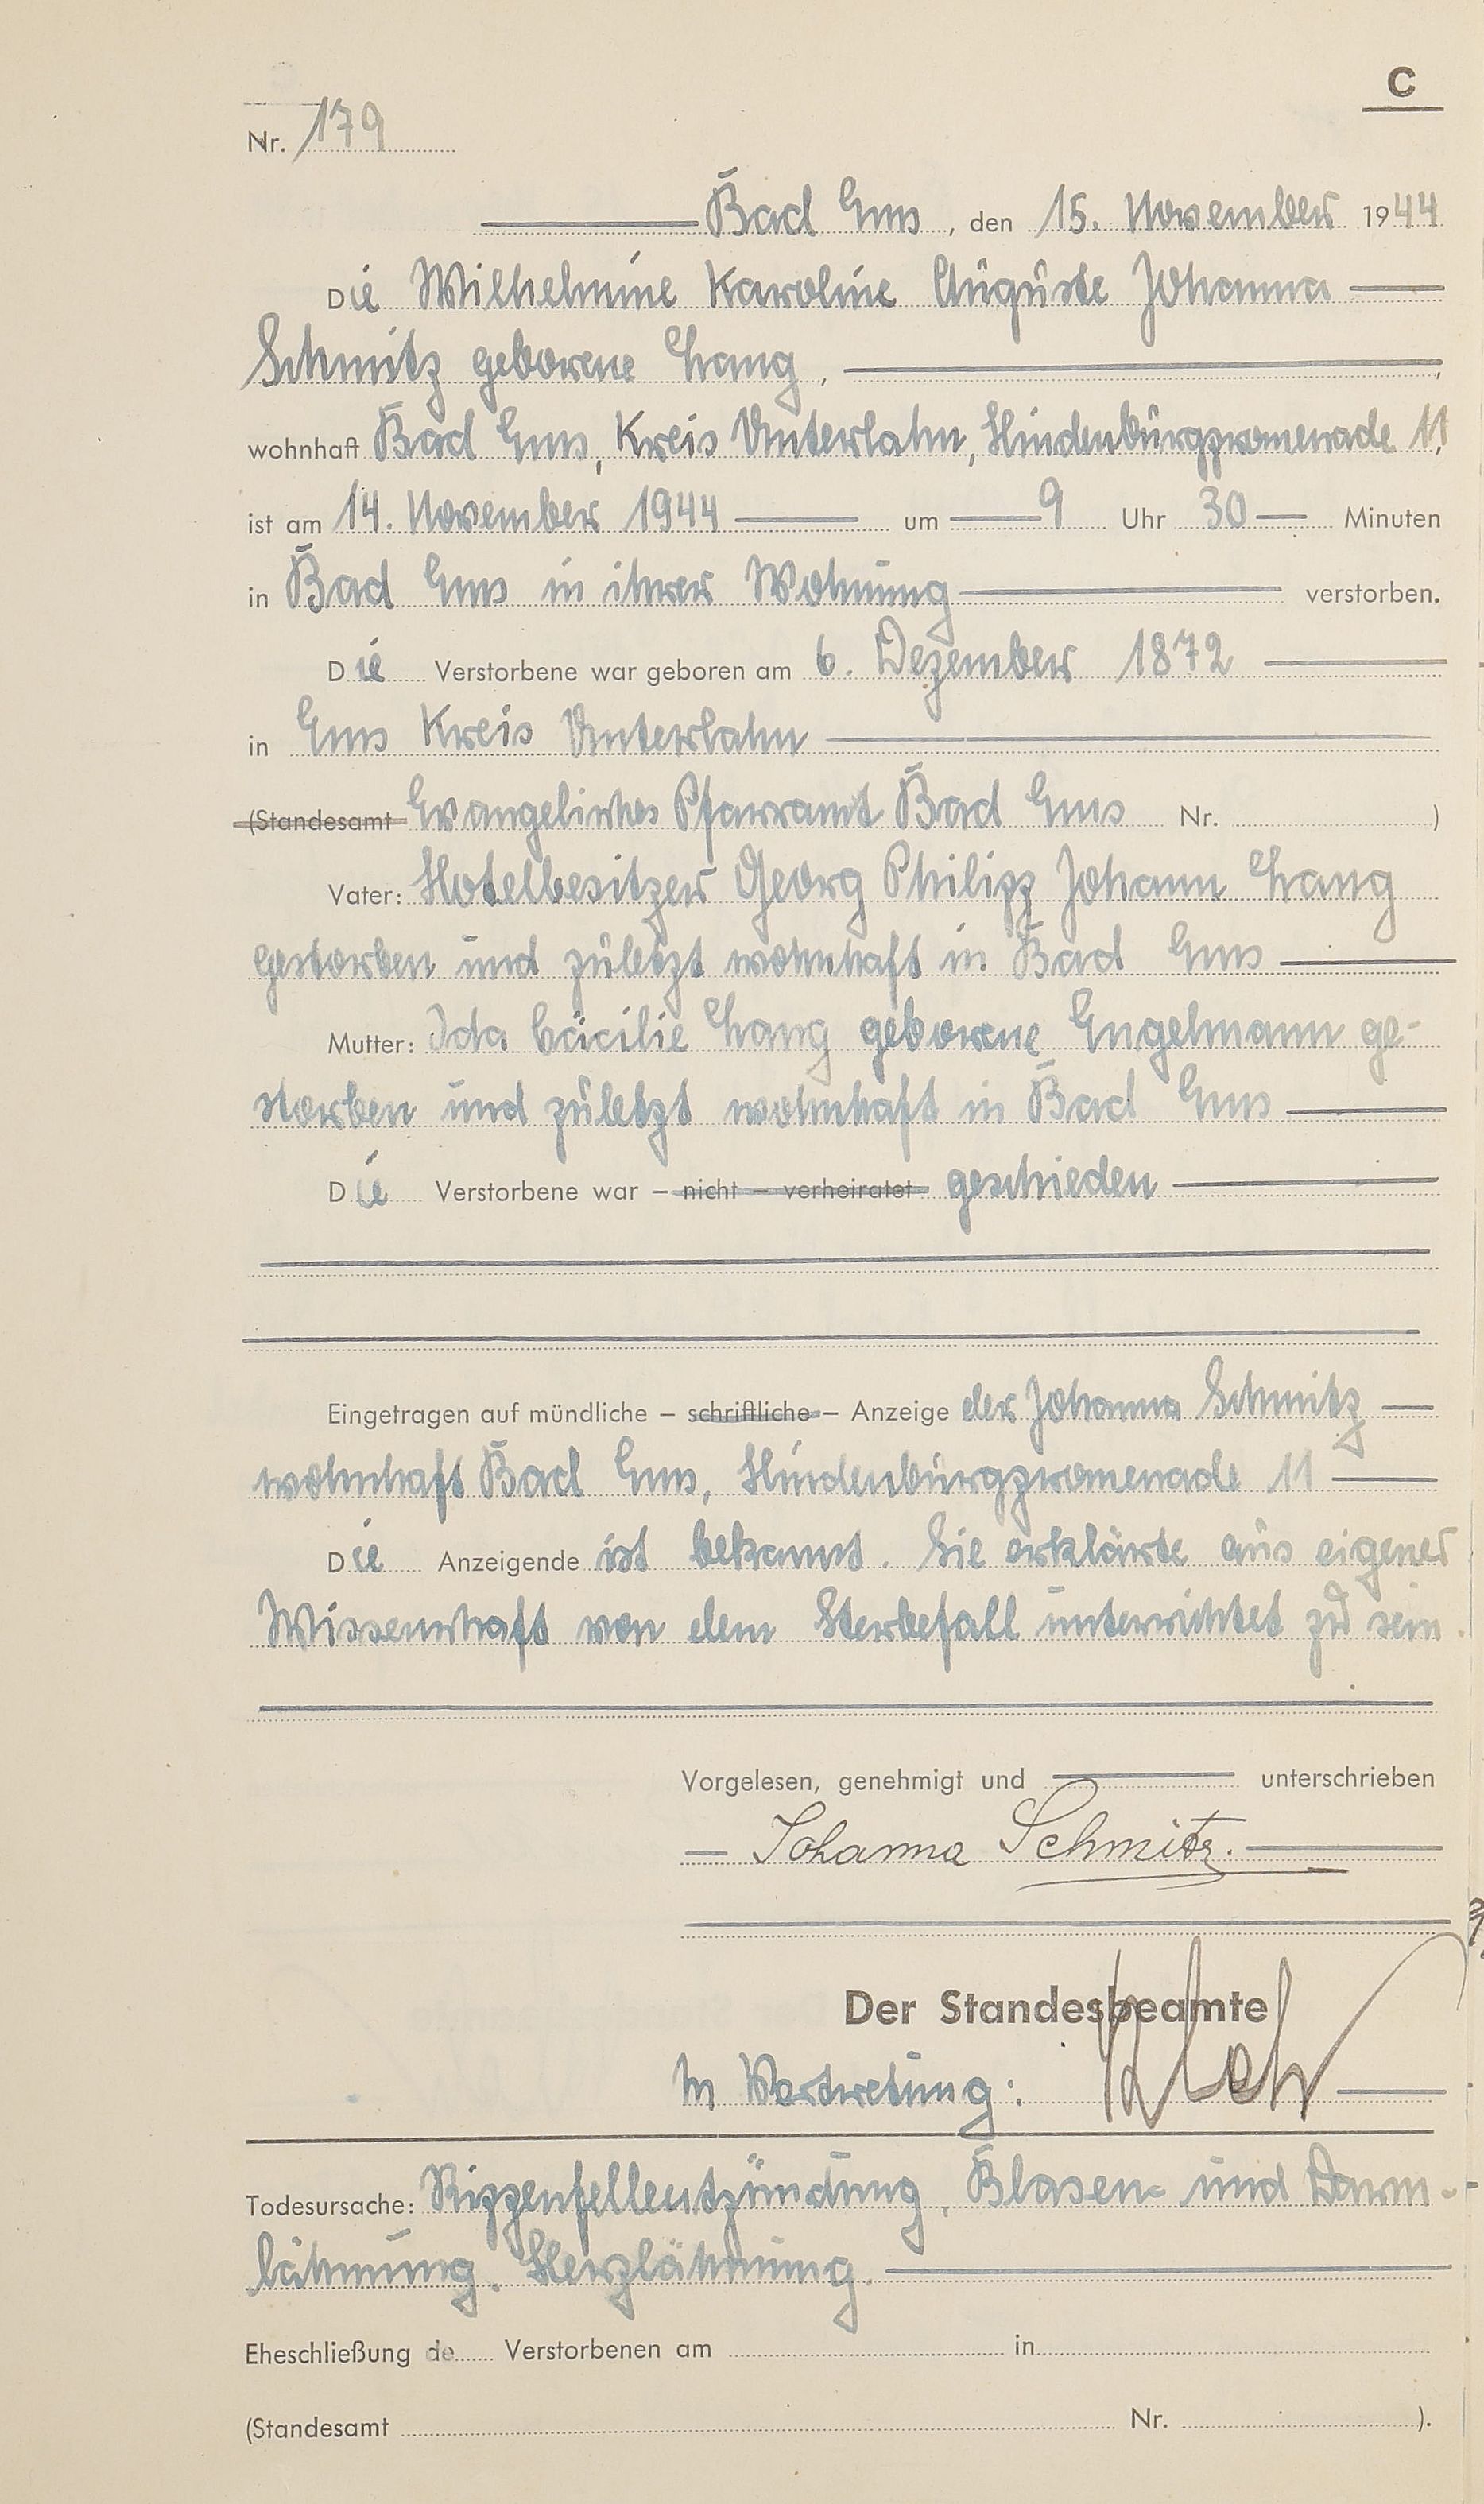 C
Nr. 179
Bad Ems, den 15. November 1944
Die Wilhelmine Karoline Auguste Johanna
Schmitz geborene Lang,
wohnhaft Bad Ems, Kreis Unterlahn, Hindenburgpromenade 11,
ist am 14. November 1944 um 9 Uhr 30 Minuten
in Bad Ems in ihrer Wohnung verstorben.
Die Verstorbene war geboren am 6. Dezember 1872
in Ems Kreis Unterlahn
(Standesamt Evangelisches Pfarramt Bad Ems Nr. )
Vater: Hotelbesitzer Georg Philipp Johann Lang
gestorben und zuletzt wohnhaft in Bad Ems
Mutter: Ida Cäcilie Lang geborene Engelmann ge-
storben und zuletzt wohnhaft in Bad Ems
Die Verstorbene war – nicht – verheiratet geschieden
Eingetragen auf mündliche – schriftliche – Anzeige der Johanna Schmitz
wohnhaft Bad Ems, Hindenburgpromenade 11
Die Anzeigende ist bekannt. Sie erklärte aus eigener
Wissenschaft von dem Sterbefall unterrichtet zu sein.
Vorgelesen, genehmigt und unterschrieben
Johanna Schmitz.
Der Standesbeamte
In Vertretung:
Todesursache: Rippenfellentzündung, Blasen- und Darm-
lähmung. Herzlähmung.
Eheschließung de Verstorbenen am in
(Standesamt Nr. ).